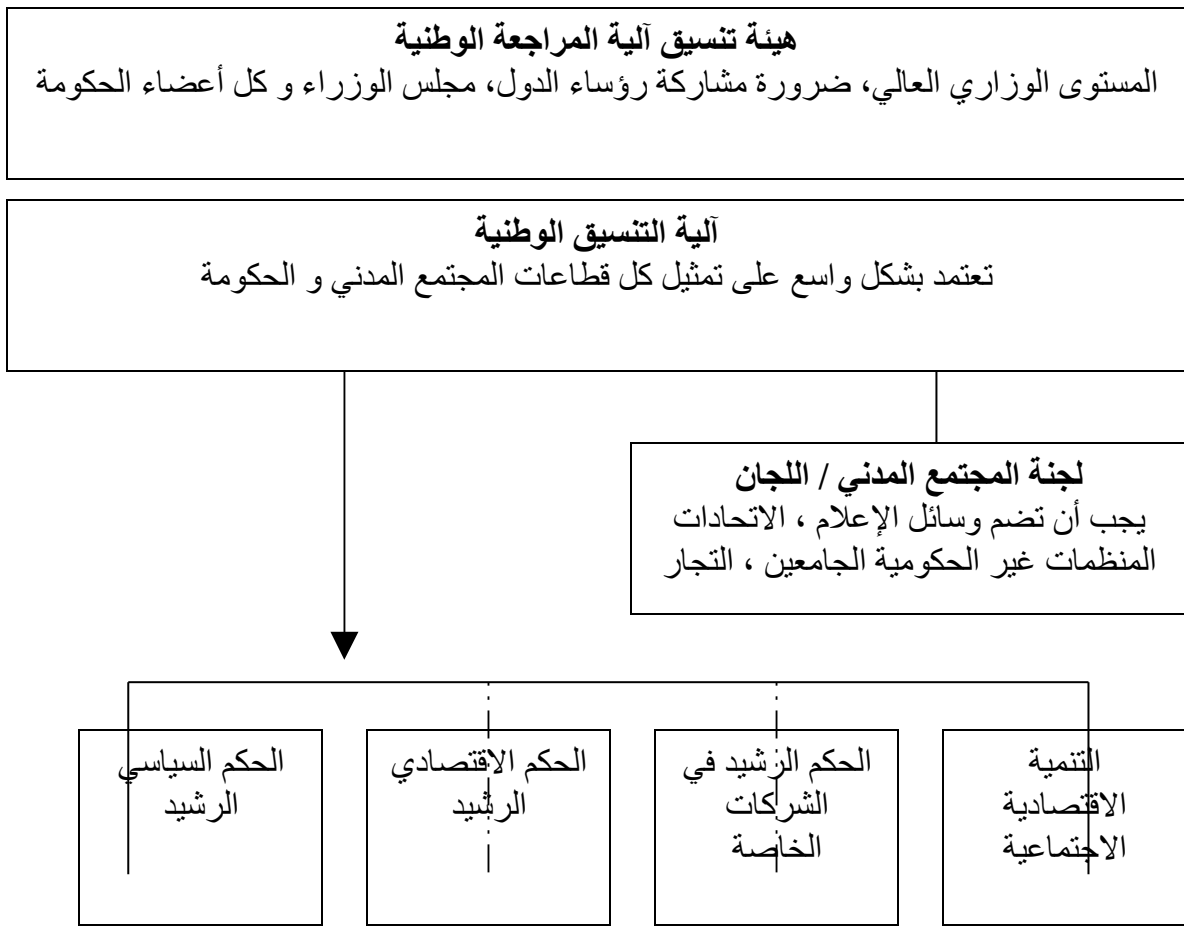 هيئة تنسيق آلية المراجعة الوطنية
المستوى الوزاري العالي، ضرورة مشاركة رؤساء الدول، مجلس الوزراء و كل أعضاء الحكومة
آلية التنسيق الوطنية
تعتمد بشكل واسع على تمثيل كل قطاعات المجتمع المدني و الحكومة
لجنة المجتمع المدني / اللجان
يجب أن تضم وسائل الإعلام ، الاتحادات
المنظمات غير الحكومية الجامعين ، التجار
التنمية
الاقتصادية
الاجتماعية
الحكم الرشيد في
الشركات
الخاصة
الحكم الاقتصادي
الرشيد
الحكم السياسي
الرشيد